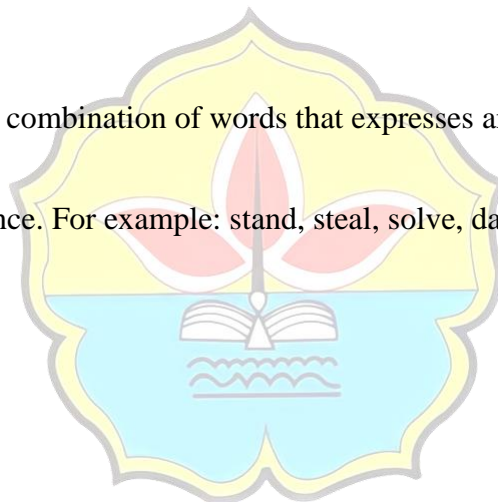 combination of words that expresses a
nce. For example: stand, steal, solve, da